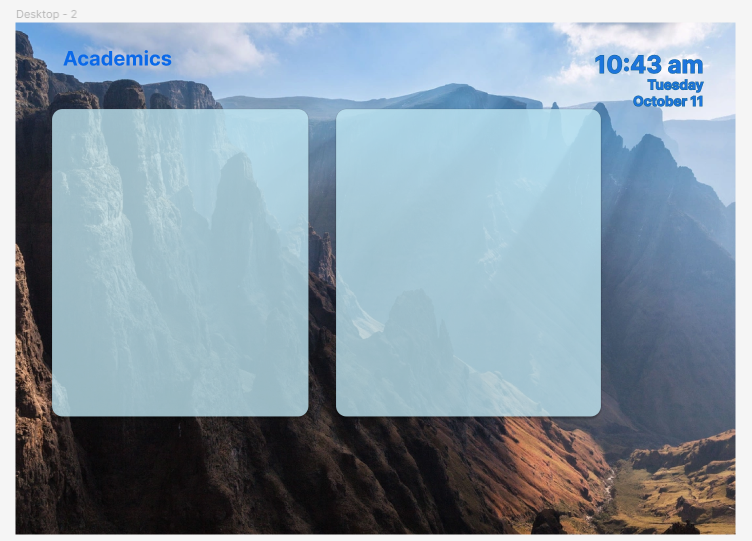 Desktop - 2
Academics
10:43 am
Tuesday
October 11